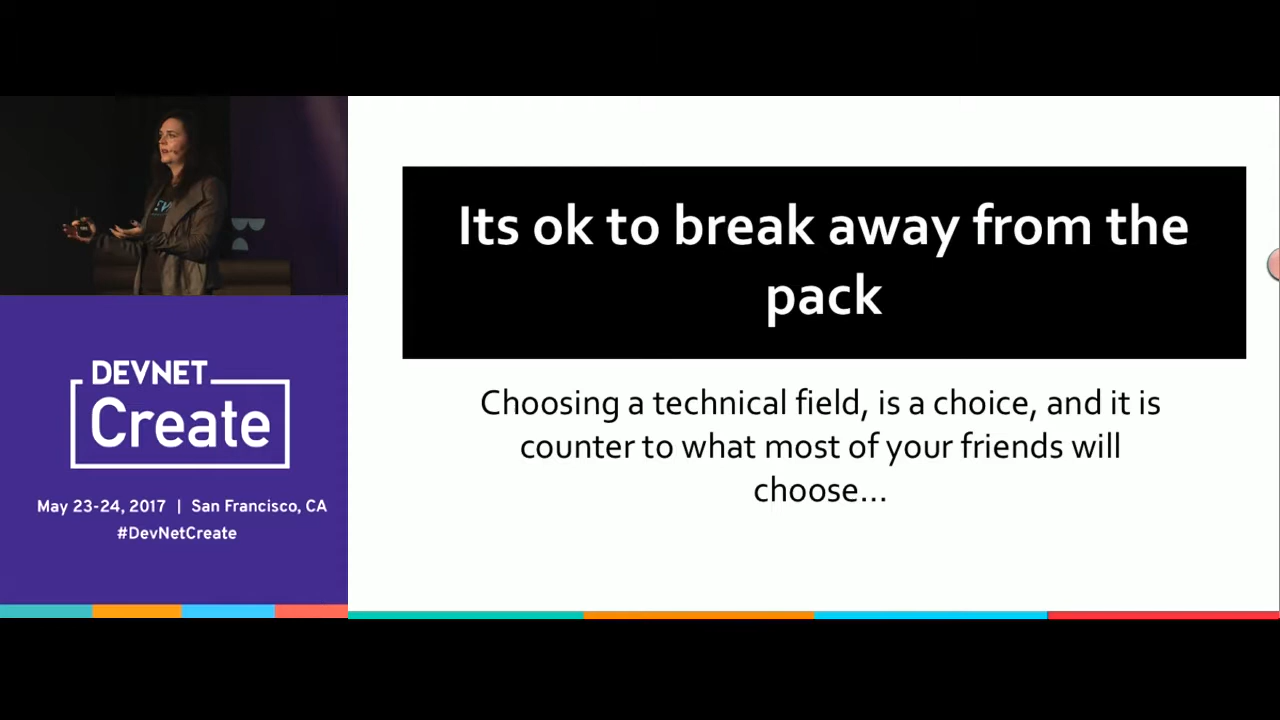 DEVNET
Create
May 23-24, 2017 | San Francisco, CA
#DevNetCreate
Its ok to break away from the
pack
Choosing a technical field, is a choice, and it is
counter to what most of your friends will
choose...